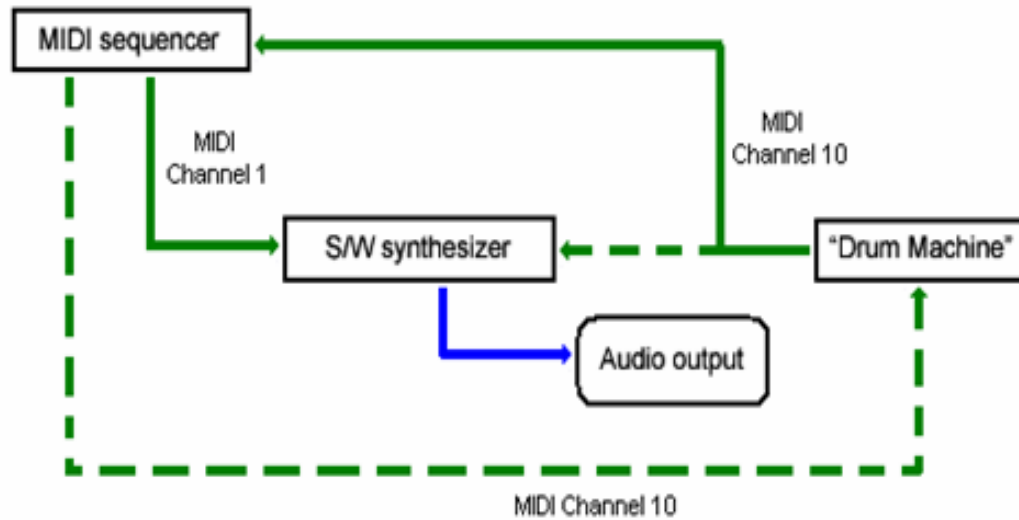 MIDI sequencer
MIDI
Channel 1
MIDI
Channel 10
S/W synthesizer
“Drum Machine”
Audio output
MIDI Channel 10